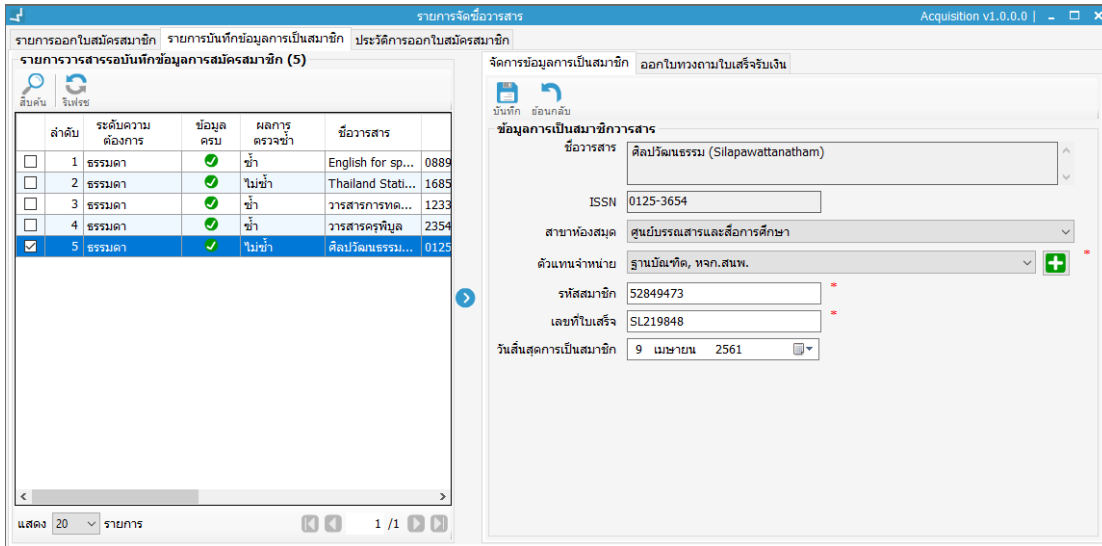 รายการจัดซื้อวารสาร
Acquisition v1.0.0.0 |
รายการออกใบสมัครสมาชิก รายการบันทึกข้อมูลการเป็นสมาชิก ประวัติการออกใบสมัครสมาชิก
รายการวารสารรอบันทึกข้อมูลการสมัครสมาชิก (5)
สืบค้น รีเฟรช
ลำดับ ระดับความต้องการ ข้อมูลครบ ผลการตรวจซ้ำ ชื่อวารสาร
1 ธรรมดา ซ้ำ English for sp... 0889
2 ธรรมดา ไม่ซ้ำ Thailand Stati... 1685
3 ธรรมดา ซ้ำ วารสารการทด... 1233
4 ธรรมดา ซ้ำ วารสารครุพิบูล 2354
5 ธรรมดา ไม่ซ้ำ ศิลปวัฒนธรรม... 0125
แสดง 20 รายการ 1 /1
จัดการข้อมูลการเป็นสมาชิก ออกใบทวงถามใบเสร็จรับเงิน
บันทึก ย้อนกลับ
ข้อมูลการเป็นสมาชิกวารสาร
ชื่อวารสาร ศิลปวัฒนธรรม (Silapawattanatham)
ISSN 0125-3654
สาขาห้องสมุด ศูนย์บรรณสารและสื่อการศึกษา
ตัวแทนจำหน่าย ฐานบัณฑิต, หจก.สนพ. *
รหัสสมาชิก 52849473 *
เลขที่ใบเสร็จ SL219848 *
วันสิ้นสุดการเป็นสมาชิก 9 เมษายน 2561